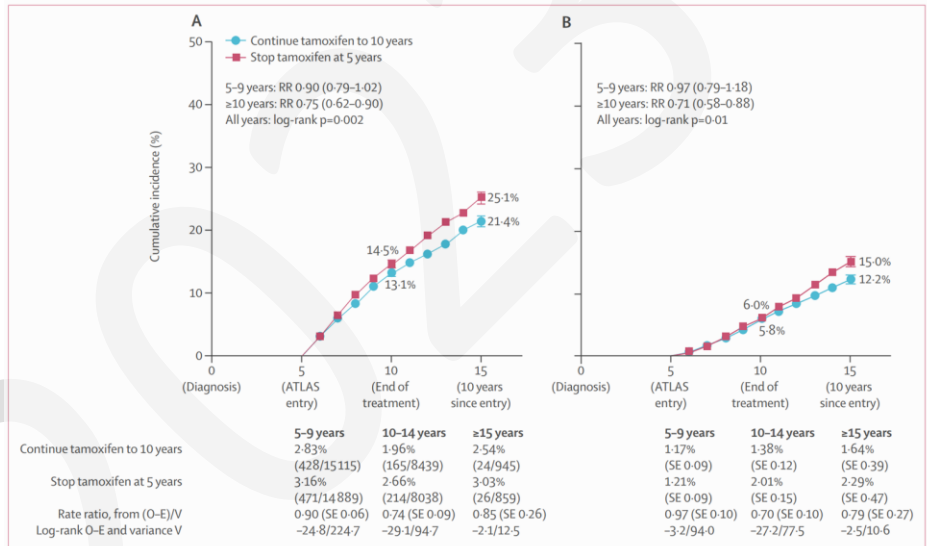 A
50
Continue tamoxifen to 10 years
Stop tamoxifen at 5 years
5–9 years: RR 0·90 (0·79–1·02)
≥10 years: RR 0·75 (0·62–0·90)
All years: log-rank p=0·002
40
30
20
10
0
Cumulative incidence (%)
25·1%
21·4%
14·5%
13·1%
0
(Diagnosis)
5
(ATLAS
entry)
10
(End of
treatment)
15
(10 years
since entry)
B
5–9 years: RR 0·97 (0·79–1·18)
≥10 years: RR 0·71 (0·58–0·88)
All years: log-rank p=0·01
15·0%
12·2%
6·0%
5·8%
0
(Diagnosis)
5
(ATLAS
entry)
10
(End of
treatment)
15
(10 years
since entry)
5–9 years 10–14 years ≥15 years 5–9 years 10–14 years ≥15 years
Continue tamoxifen to 10 years 2·83% 1·96% 2·54% 1·17% 1·38% 1·64%
(428/15115) (165/8439) (24/945) (SE 0·09) (SE 0·12) (SE 0·39)
Stop tamoxifen at 5 years 3·16% 2·66% 3·03% 1·21% 2·01% 2·29%
(471/14889) (214/8038) (26/859) (SE 0·09) (SE 0·15) (SE 0·47)
Rate ratio, from (O–E)/V 0·90 (SE 0·06) 0·74 (SE 0·09) 0·85 (SE 0·26) 0·97 (SE 0·10) 0·70 (SE 0·10) 0·79 (SE 0·27)
Log-rank O–E and variance V –24·8/224·7 –29·1/94·7 –2·1/12·5 –3·2/94·0 –27·2/77·5 –2·5/10·6